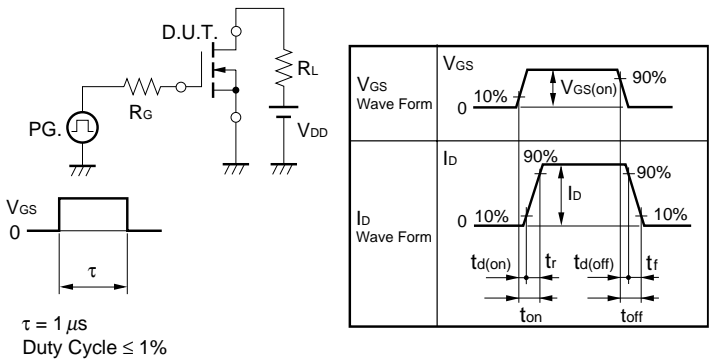 D.U.T.
RL
RG
PG.
VDD
VGS
0
τ
τ = 1 μs
Duty Cycle ≤ 1%
VGS
Wave Form
VGS
10%
0
VGS(on)
90%
ID
Wave Form
ID
90%
90%
ID
0 10%
10%
td(on) tr td(off) tf
ton toff